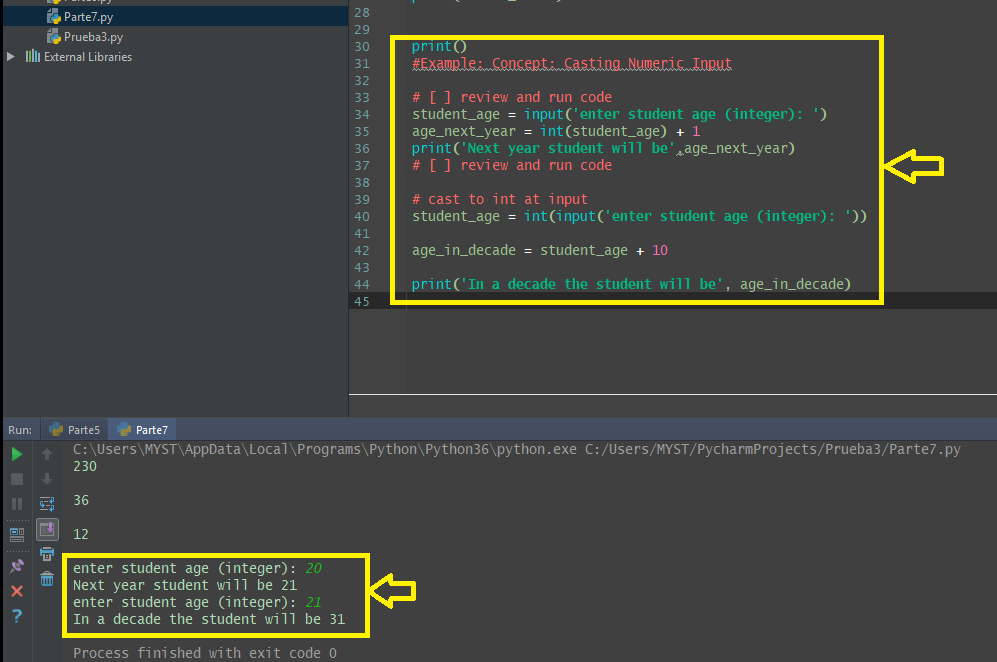 Parte7.py
Prueba3.py
External Libraries
28
29
30 print()
31 #Example: Concept: Casting Numeric Input
32
33 # [ ] review and run code
34 student_age = input('enter student age (integer): ')
35 age_next_year = int(student_age) + 1
36 print('Next year student will be',age_next_year)
37 # [ ] review and run code
38
39 # cast to int at input
40 student_age = int(input('enter student age (integer): '))
41
42 age_in_decade = student_age + 10
43
44 print('In a decade the student will be', age_in_decade)
45
Run: Parte5 Parte7
C:\Users\MYST\AppData\Local\Programs\Python\Python36\python.exe C:/Users/MYST/PycharmProjects/Prueba3/Parte7.py
230
36
12
enter student age (integer): 20
Next year student will be 21
enter student age (integer): 21
In a decade the student will be 31
Process finished with exit code 0